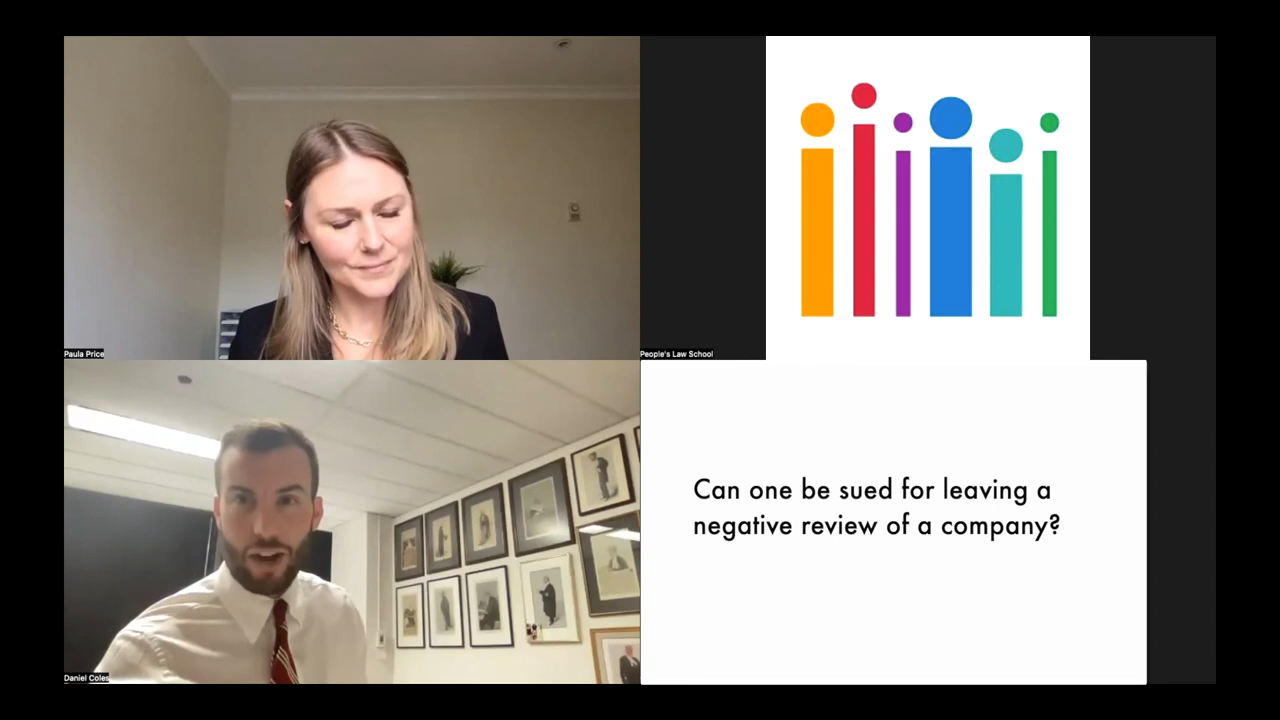 Paula Price
People's Law School
Can one be sued for leaving a
negative review of a company?
Daniel Coles